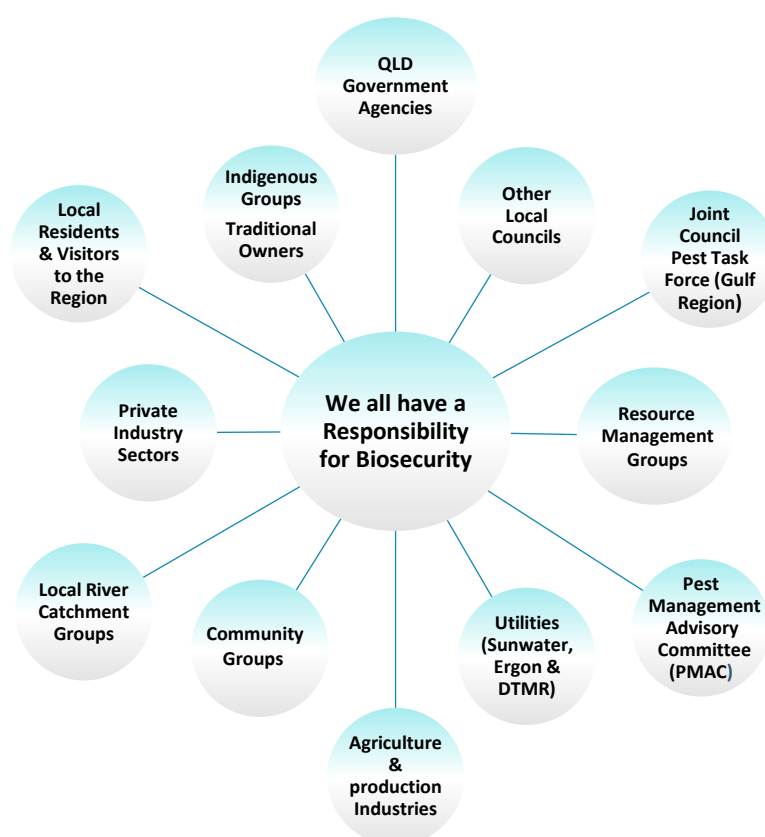 QLD
Government
Agencies
Indigenous
Groups
Traditional
Owners
Other
Local
Councils
Local
Residents
& Visitors
to the
Region
Joint
Council
Pest Task
Force (Gulf
Region)
Private
Industry
Sectors
We all have a
Responsibility
for Biosecurity
Resource
Management
Groups
Local River
Catchment
Groups
Community
Groups
Utilities
(Sunwater,
Ergon &
DTMR)
Pest
Management
Advisory
Committee
(PMAC)
Agriculture
&
production
Industries